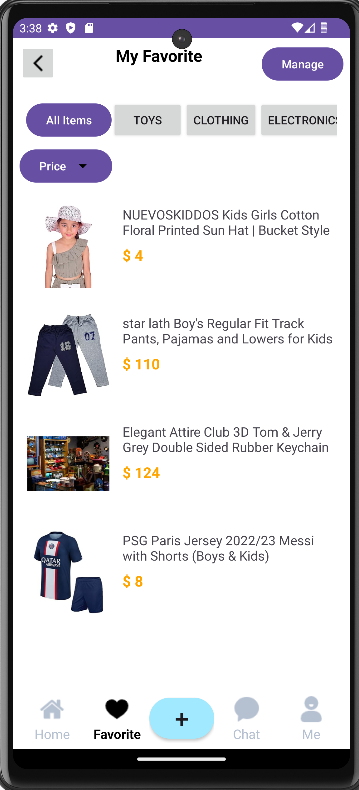 3:38
My Favorite
Manage
All Items
TOYS
CLOTHING
ELECTRONICS
Price
NUEVOSKIDDOS Kids Girls Cotton
Floral Printed Sun Hat | Bucket Style
$ 4
star lath Boy's Regular Fit Track
Pants, Pajamas and Lowers for Kids
$ 110
Elegant Attire Club 3D Tom & Jerry
Grey Double Sided Rubber Keychain
$ 124
PSG Paris Jersey 2022/23 Messi
with Shorts (Boys & Kids)
$ 8
+
Home
Favorite
Chat
Me